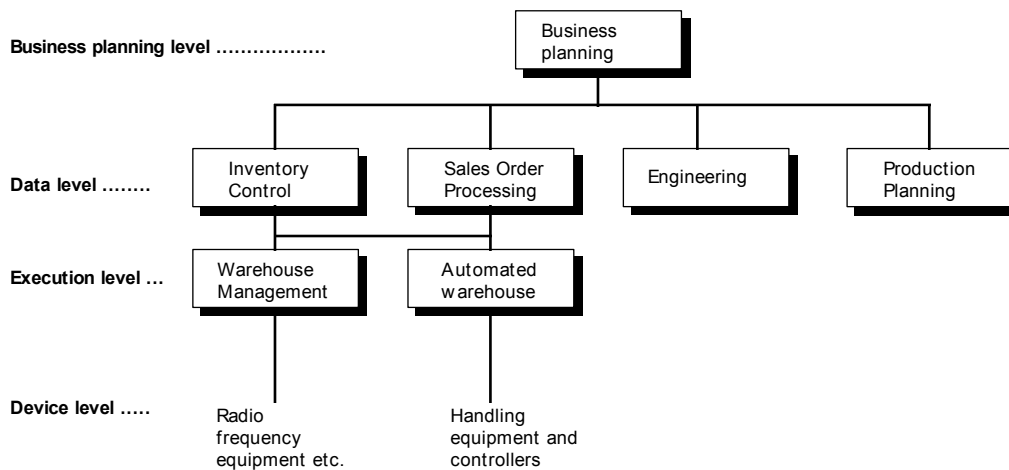 Business planning level ..................
Business
planning
Data level ........
Inventory
Control
Sales Order
Processing
Engineering
Production
Planning
Execution level ...
Warehouse
Management
Automated
warehouse
Device level .....
Radio
frequency
equipment etc.
Handling
equipment and
controllers